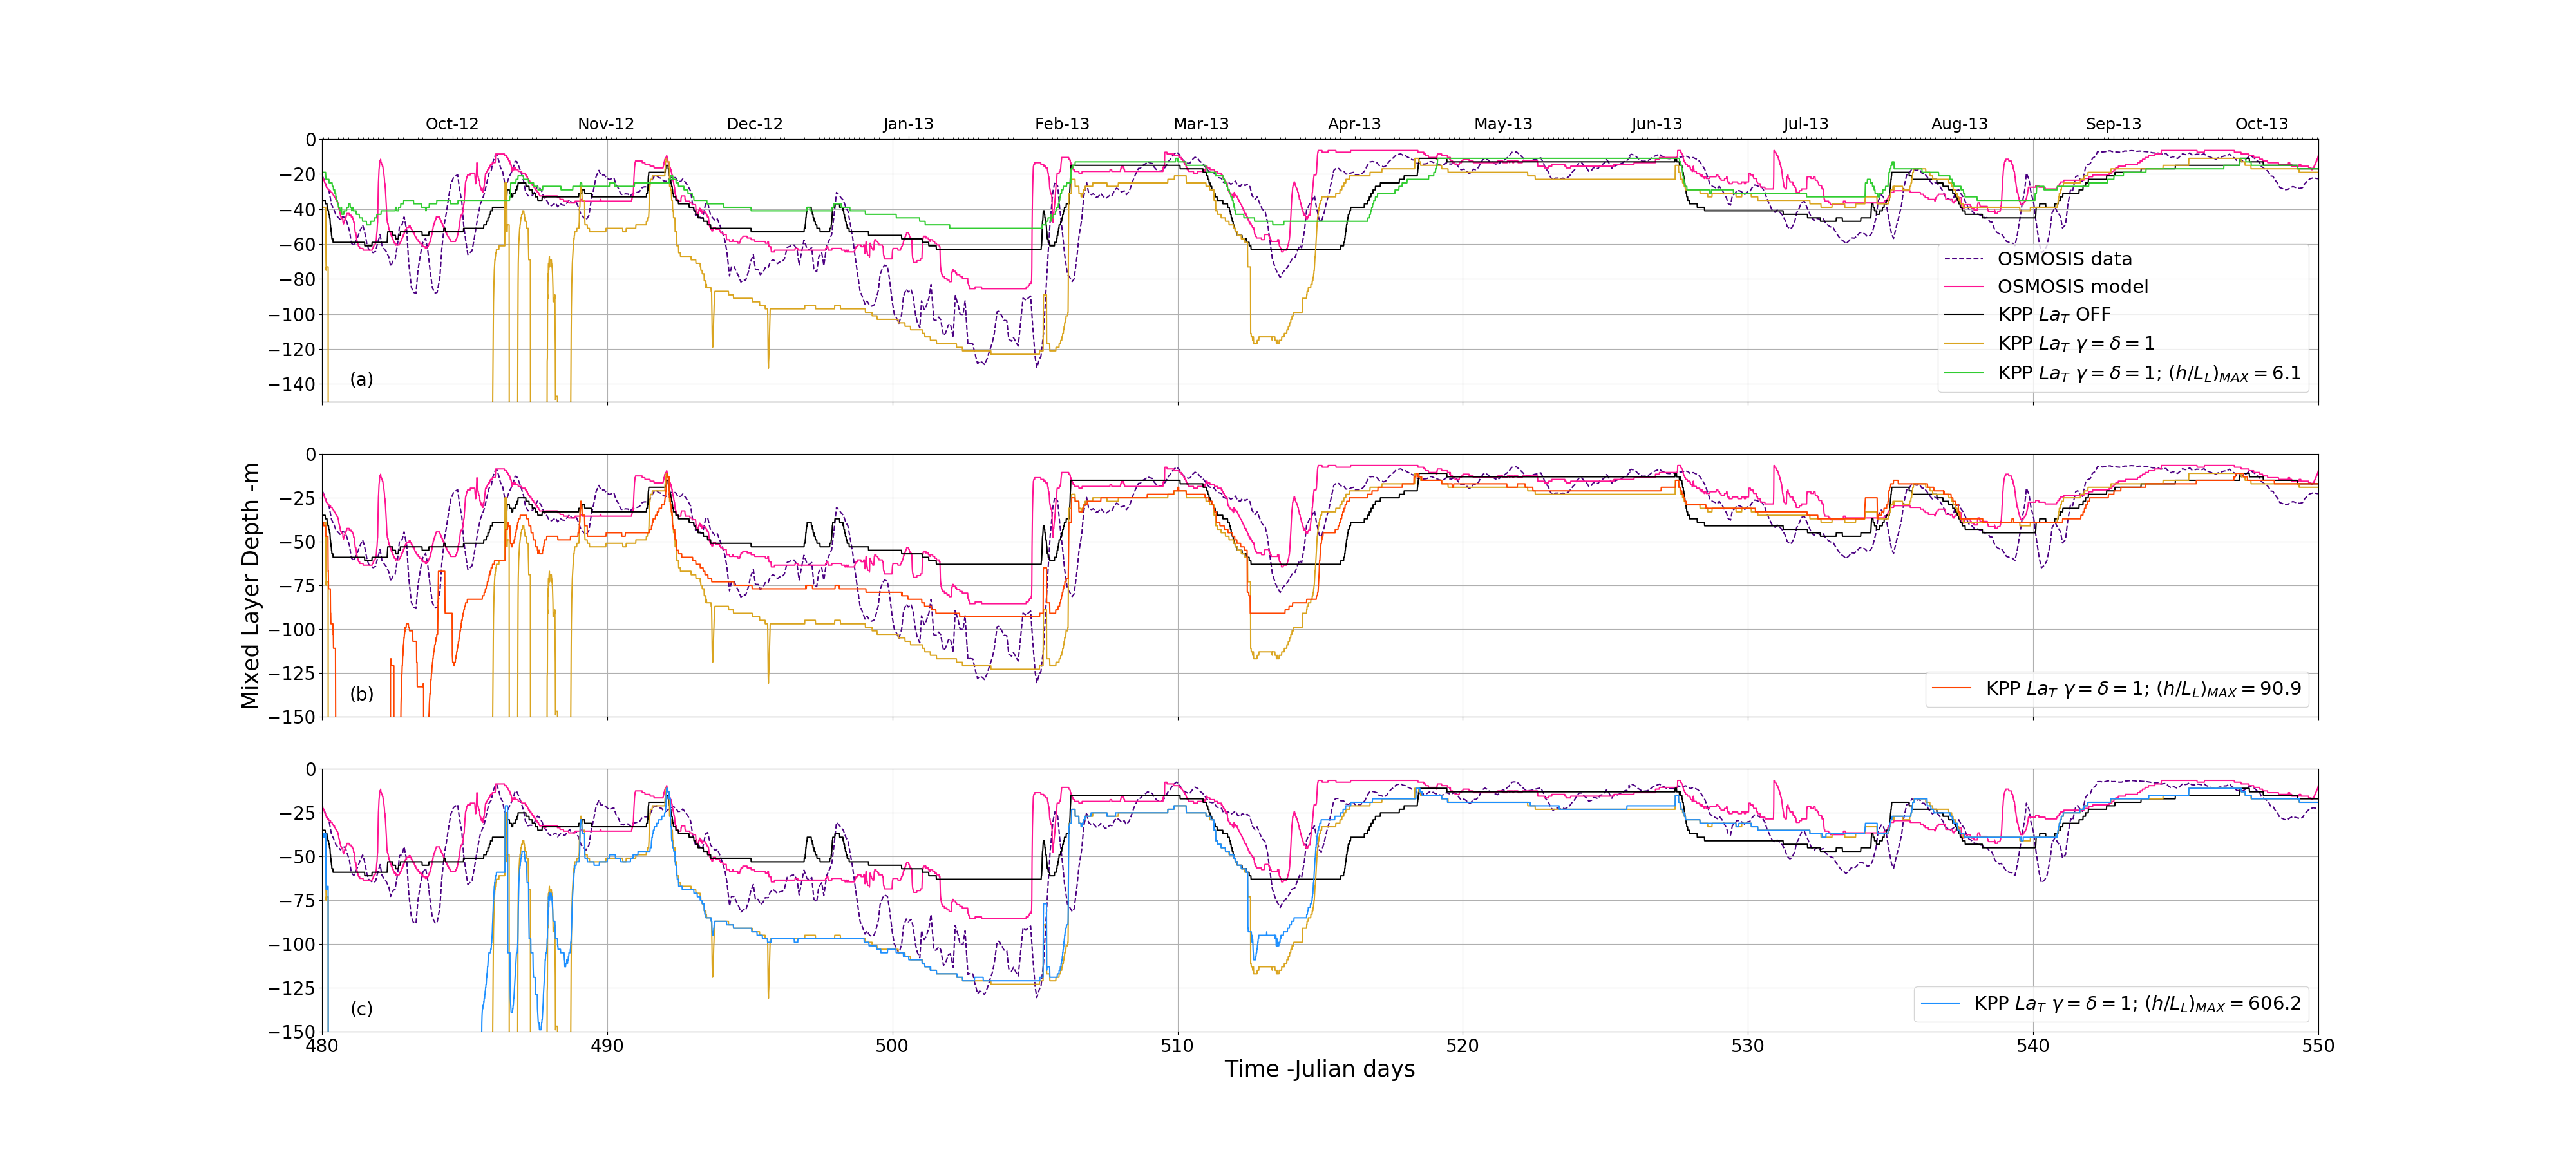 Oct-12 Nov-12 Dec-12 Jan-13 Feb-13 Mar-13 Apr-13 May-13 Jun-13 Jul-13 Aug-13 Sep-13 Oct-13
0
−20
−40
−60
−80
−100
−120
−140
(a)
OSMOSIS data
OSMOSIS model
KPP La_T OFF
KPP La_T γ = δ = 1
KPP La_T γ = δ = 1; (h/L_L)_MAX = 6.1
Mixed Layer Depth -m
0
−25
−50
−75
−100
−125
−150
(b)
KPP La_T γ = δ = 1; (h/L_L)_MAX = 90.9
0
−25
−50
−75
−100
−125
−150
(c)
KPP La_T γ = δ = 1; (h/L_L)_MAX = 606.2
480 490 500 510 520 530 540 550
Time -Julian days